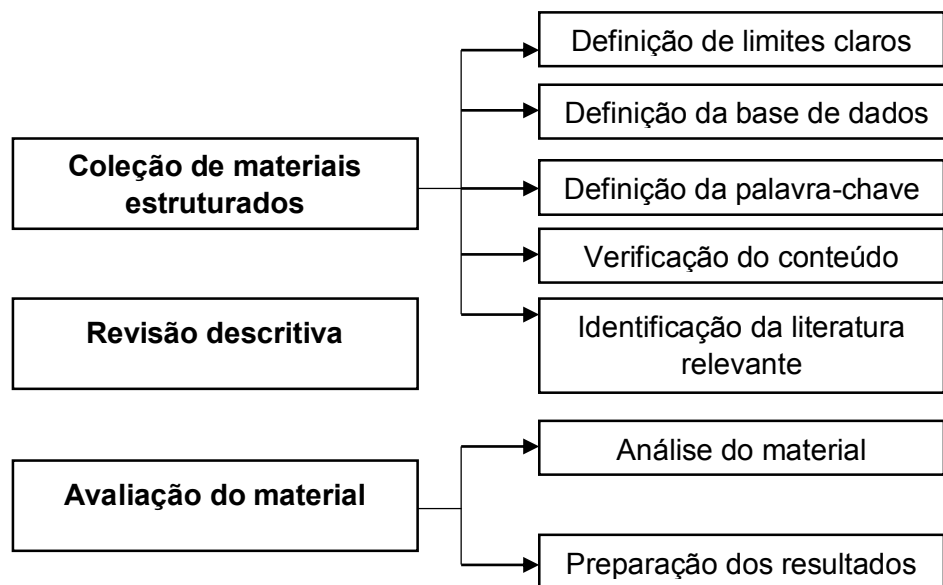 Coleção de materiais
estruturados
Definição de limites claros
Definição da base de dados
Definição da palavra-chave
Verificação do conteúdo
Identificação da literatura
relevante
Revisão descritiva
Avaliação do material
Análise do material
Preparação dos resultados